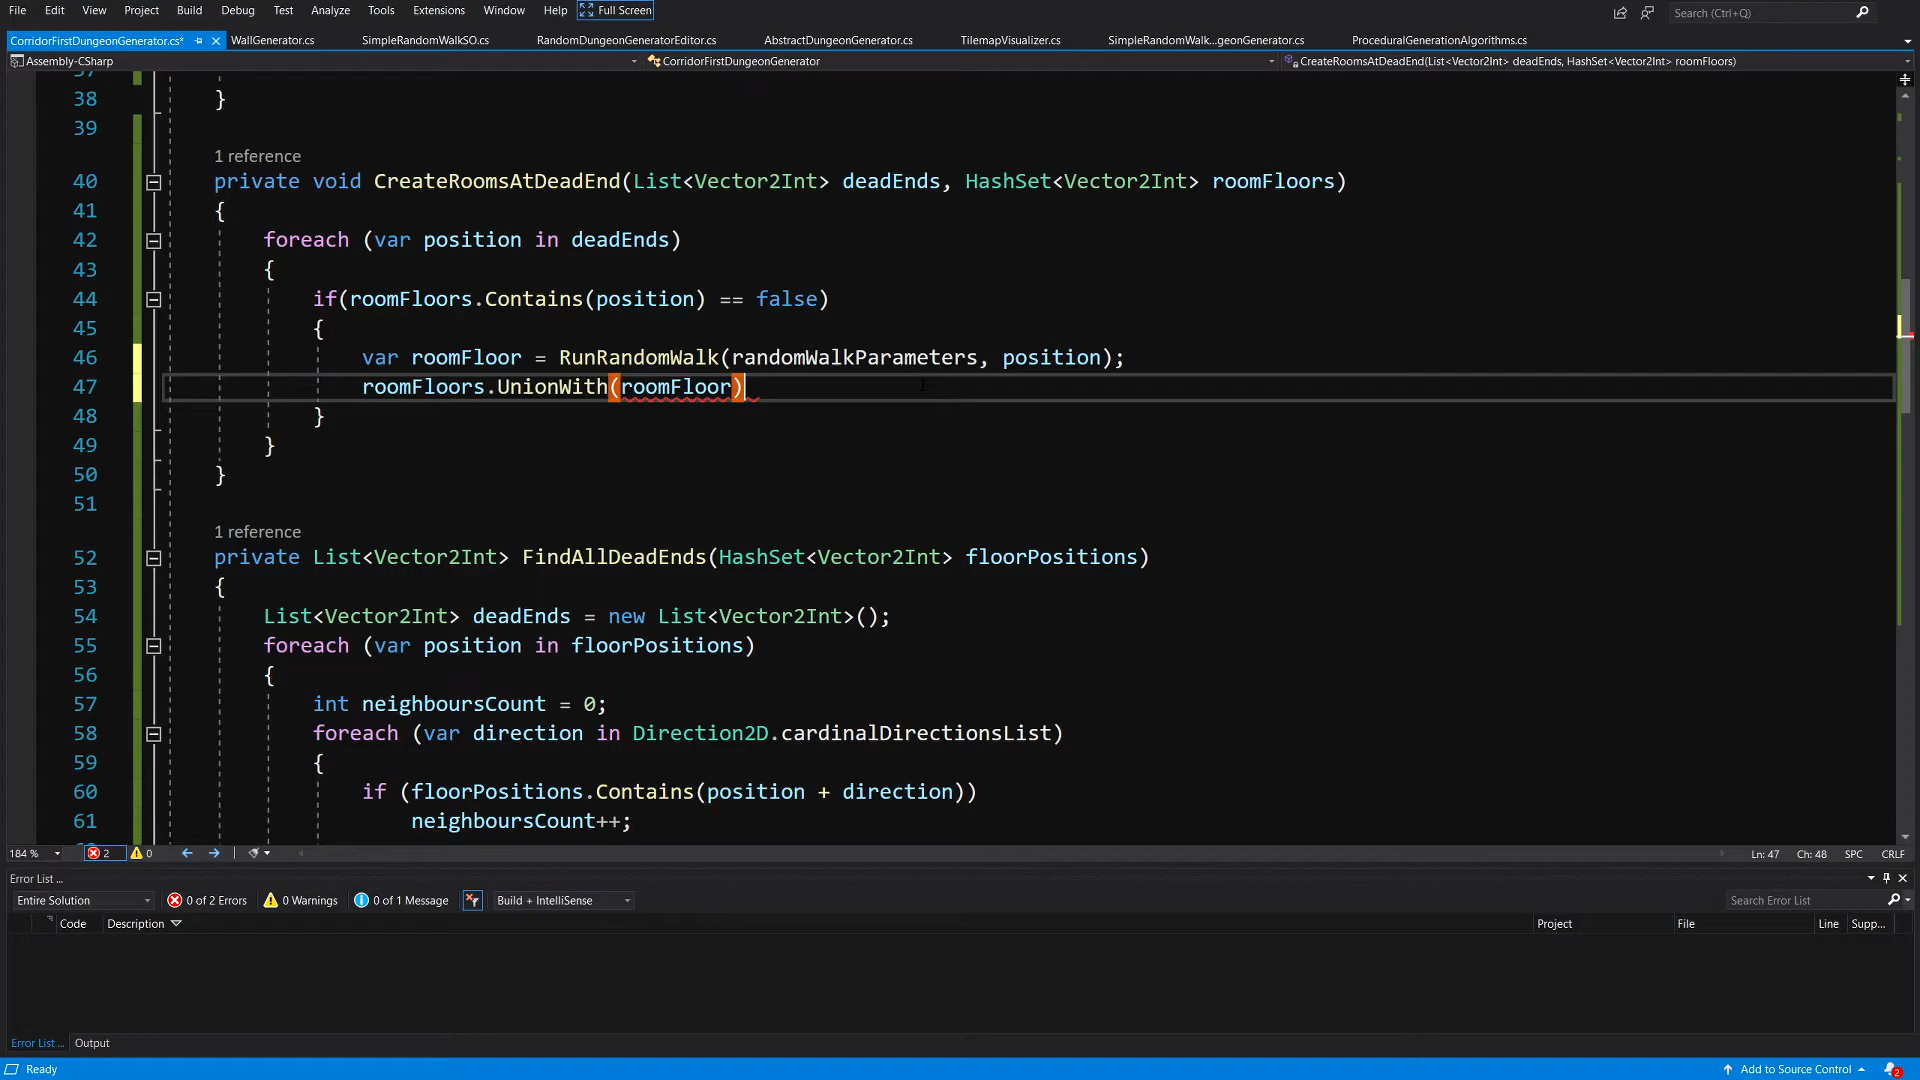 File Edit View Project Build Debug Test Analyze Tools Extensions Window Help Full Screen Search (Ctrl+Q)
CorridorFirstDungeonGenerator.cs* WallGenerator.cs SimpleRandomWalkSO.cs RandomDungeonGeneratorEditor.cs AbstractDungeonGenerator.cs TilemapVisualizer.cs SimpleRandomWalk...geonGenerator.cs ProceduralGenerationAlgorithms.cs
Assembly-CSharp CorridorFirstDungeonGenerator CreateRoomsAtDeadEnd(List<Vector2Int> deadEnds, HashSet<Vector2Int> roomFloors)
37
38 }
39
1 reference
40 private void CreateRoomsAtDeadEnd(List<Vector2Int> deadEnds, HashSet<Vector2Int> roomFloors)
41 {
42 foreach (var position in deadEnds)
43 {
44 if(roomFloors.Contains(position) == false)
45 {
46 var roomFloor = RunRandomWalk(randomWalkParameters, position);
47 roomFloors.UnionWith(roomFloor)
48 }
49 }
50 }
51
1 reference
52 private List<Vector2Int> FindAllDeadEnds(HashSet<Vector2Int> floorPositions)
53 {
54 List<Vector2Int> deadEnds = new List<Vector2Int>();
55 foreach (var position in floorPositions)
56 {
57 int neighboursCount = 0;
58 foreach (var direction in Direction2D.cardinalDirectionsList)
59 {
60 if (floorPositions.Contains(position + direction))
61 neighboursCount++;
184 % 2 0 Ln: 47 Ch: 48 SPC CRLF
Error List ...
Entire Solution 0 of 2 Errors 0 Warnings 0 of 1 Message Build + IntelliSense Search Error List
Code Description Project File Line Supp...
Error List ... Output
Ready Add to Source Control 2